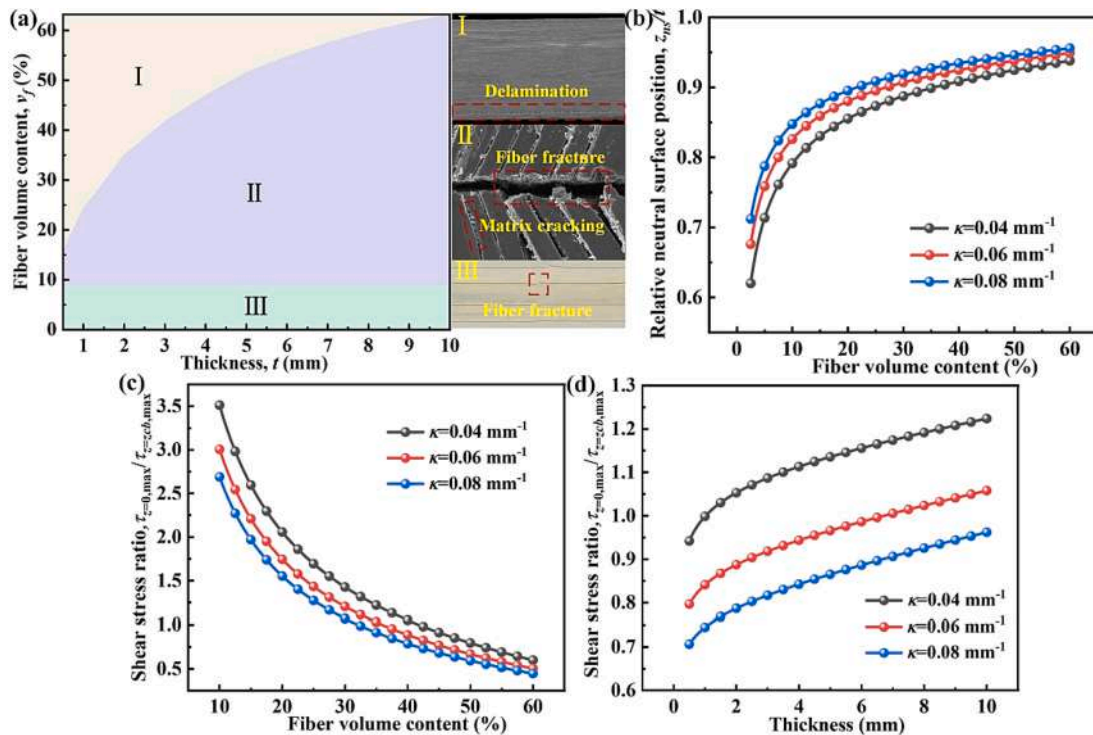 (a)
Fiber volume content, v_f (%)
60
50
40
30
20
10
0
I
II
III
1 2 3 4 5 6 7 8 9 10
Thickness, t (mm)
I
Delamination
II
Fiber fracture
Matrix cracking
III
Fiber fracture
(b)
Relative neutral surface position, z_ns/t
1.0
0.9
0.8
0.7
0.6
κ=0.04 mm⁻¹
κ=0.06 mm⁻¹
κ=0.08 mm⁻¹
0 10 20 30 40 50 60
Fiber volume content (%)
(c)
Shear stress ratio, τ_z=0,max/τ_z=zcb,max
3.5
3.0
2.5
2.0
1.5
1.0
0.5
κ=0.04 mm⁻¹
κ=0.06 mm⁻¹
κ=0.08 mm⁻¹
10 20 30 40 50 60
Fiber volume content (%)
(d)
Shear stress ratio, τ_z=0,max/τ_z=zcb,max
1.3
1.2
1.1
1.0
0.9
0.8
0.7
0.6
κ=0.04 mm⁻¹
κ=0.06 mm⁻¹
κ=0.08 mm⁻¹
0 2 4 6 8 10
Thickness (mm)